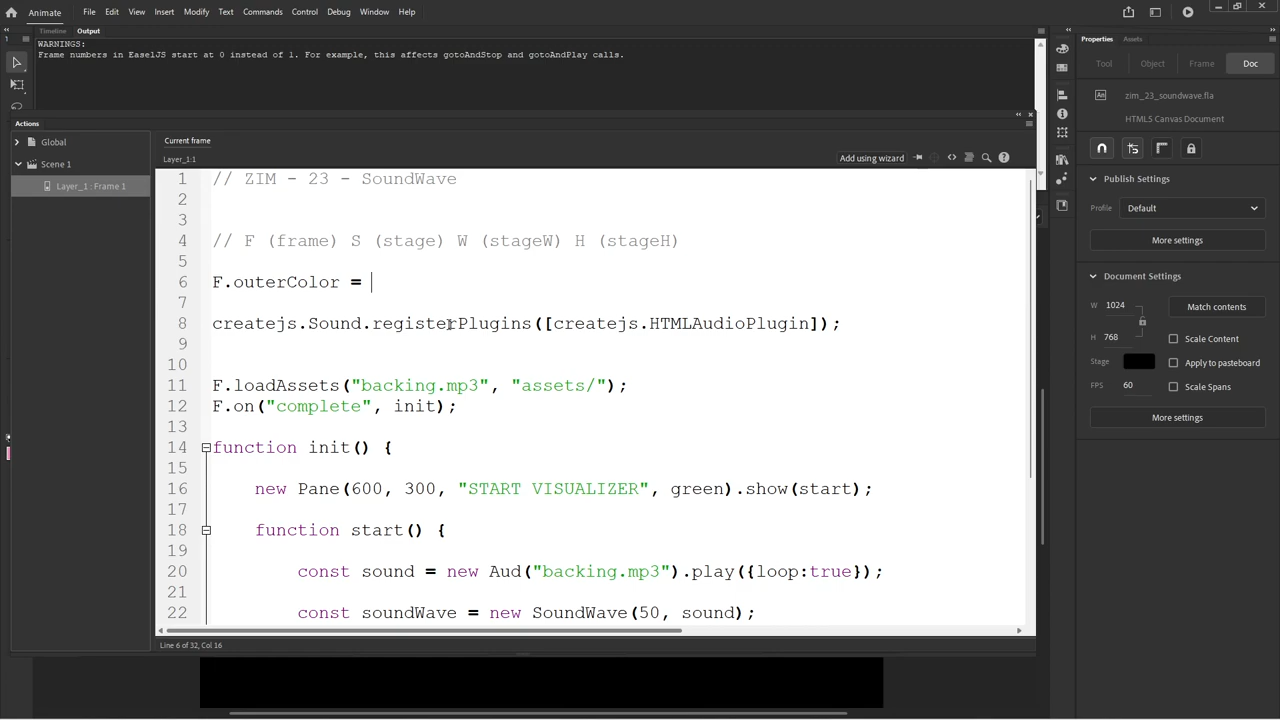 Animate File Edit View Insert Modify Text Commands Control Debug Window Help
Timeline Output
WARNINGS:
Frame numbers in EaselJS start at 0 instead of 1. For example, this affects gotoAndStop and gotoAndPlay calls.
Actions
Global
Scene 1
Layer_1 : Frame 1
Current frame
Layer_1:1
Add using wizard
1 // ZIM - 23 - SoundWave
2
3
4 // F (frame) S (stage) W (stageW) H (stageH)
5
6 F.outerColor =
7
8 createjs.Sound.registerPlugins([createjs.HTMLAudioPlugin]);
9
10
11 F.loadAssets("backing.mp3", "assets/");
12 F.on("complete", init);
13
14 function init() {
15
16 new Pane(600, 300, "START VISUALIZER", green).show(start);
17
18 function start() {
19
20 const sound = new Aud("backing.mp3").play({loop:true});
21
22 const soundWave = new SoundWave(50, sound);
Line 6 of 32, Col 16
Properties Assets
Tool Object Frame Doc
An zim_23_soundwave.fla
HTML5 Canvas Document
Publish Settings
Profile Default
More settings
Document Settings
W 1024 Match contents
H 768 Scale Content
Stage Apply to pasteboard
FPS 60 Scale Spans
More settings